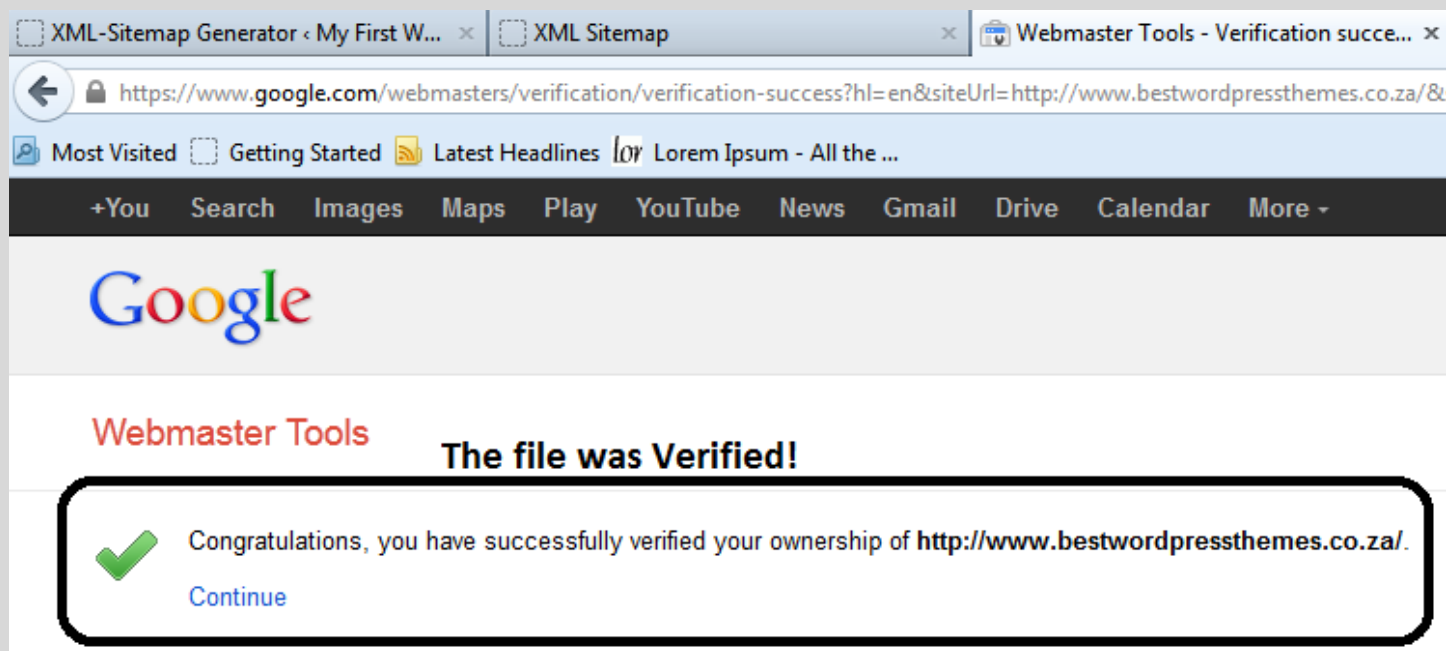 XML-Sitemap Generator ‹ My First W... × XML Sitemap × Webmaster Tools - Verification succe... ×
https://www.google.com/webmasters/verification/verification-success?hl=en&siteUrl=http://www.bestwordpressthemes.co.za/&
Most Visited Getting Started Latest Headlines lor Lorem Ipsum - All the ...
+You Search Images Maps Play YouTube News Gmail Drive Calendar More
Google
Webmaster Tools
The file was Verified!
Congratulations, you have successfully verified your ownership of http://www.bestwordpressthemes.co.za/.
Continue